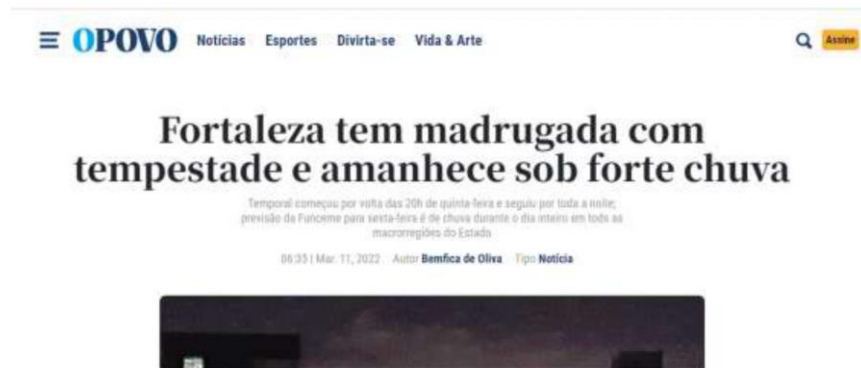 OPOVO Notícias Esportes Divirta-se Vida & Arte Assine
Fortaleza tem madrugada com
tempestade e amanhece sob forte chuva
Temporal começou por volta das 20h de quinta-feira e seguiu por toda a noite;
previsão da Funceme para sexta-feira é de chuva durante o dia inteiro em todo as
macrorregiões do Estado
06:35 | Mar. 11, 2022 Autor Bemfica de Oliva Tipo Notícia